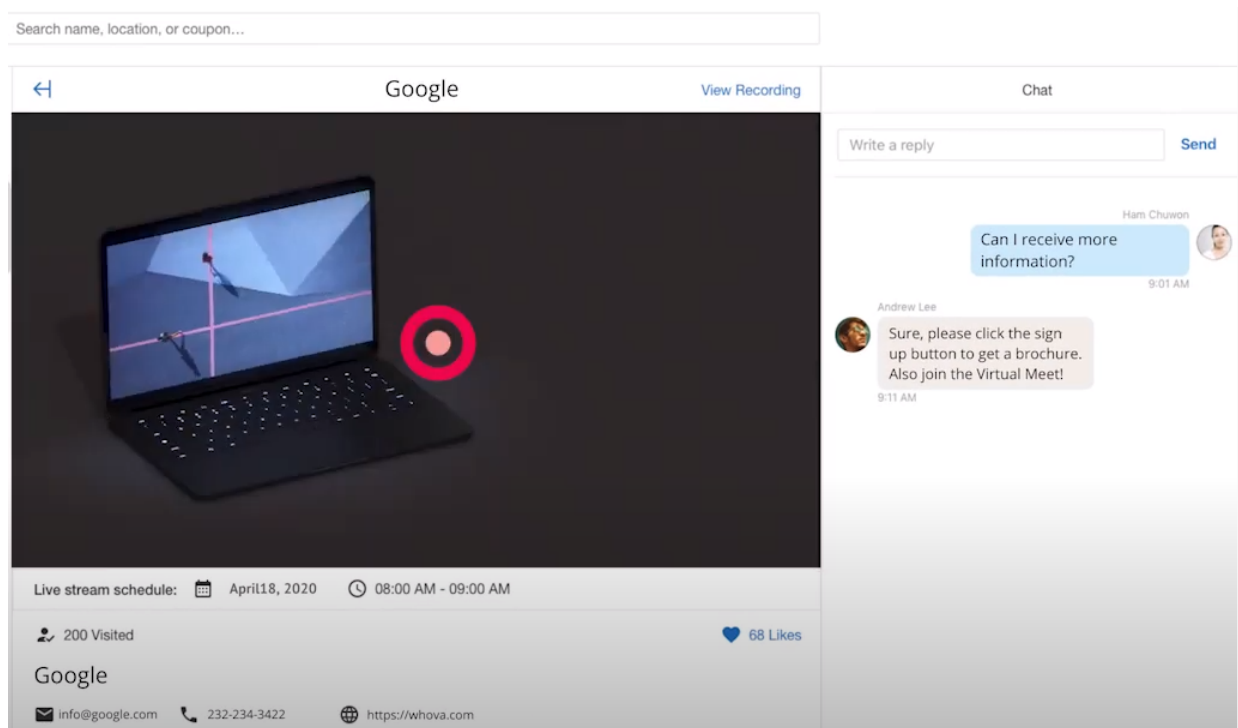 Search name, location, or coupon...
Google
View Recording
Chat
Write a reply
Send
Ham Chuwon
Can I receive more
information?
9:01 AM
Andrew Lee
Sure, please click the sign
up button to get a brochure.
Also join the Virtual Meet!
9:11 AM
Live stream schedule: April18, 2020 08:00 AM - 09:00 AM
200 Visited
68 Likes
Google
info@google.com 232-234-3422 https://whova.com